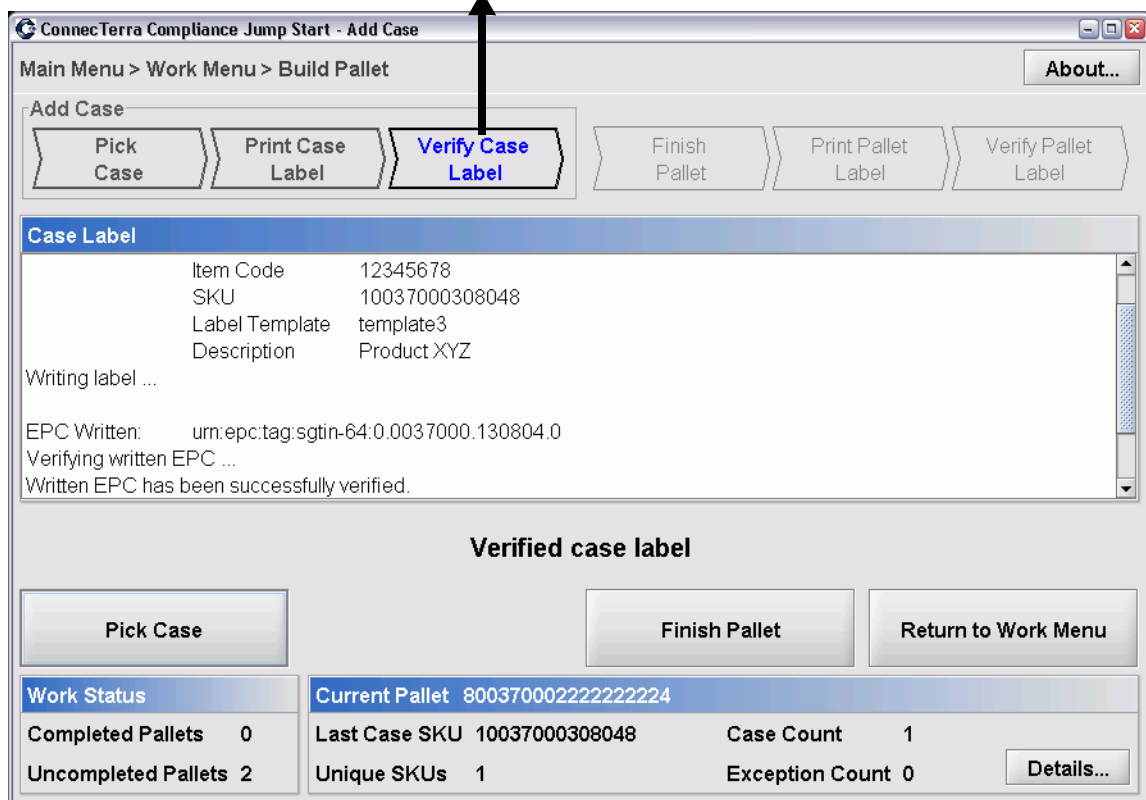 ConnecTerra Compliance Jump Start - Add Case
Main Menu > Work Menu > Build Pallet
About...
Add Case
Pick
Case
Print Case
Label
Verify Case
Label
Finish
Pallet
Print Pallet
Label
Verify Pallet
Label
Case Label
Item Code 12345678
SKU 10037000308048
Label Template template3
Description Product XYZ
Writing label ...
EPC Written: urn:epc:tag:sgtin-64:0.0037000.130804.0
Verifying written EPC ...
Written EPC has been successfully verified.
Verified case label
Pick Case
Finish Pallet
Return to Work Menu
Work Status
Completed Pallets 0
Uncompleted Pallets 2
Current Pallet 800370002222222224
Last Case SKU 10037000308048 Case Count 1
Unique SKUs 1 Exception Count 0
Details...